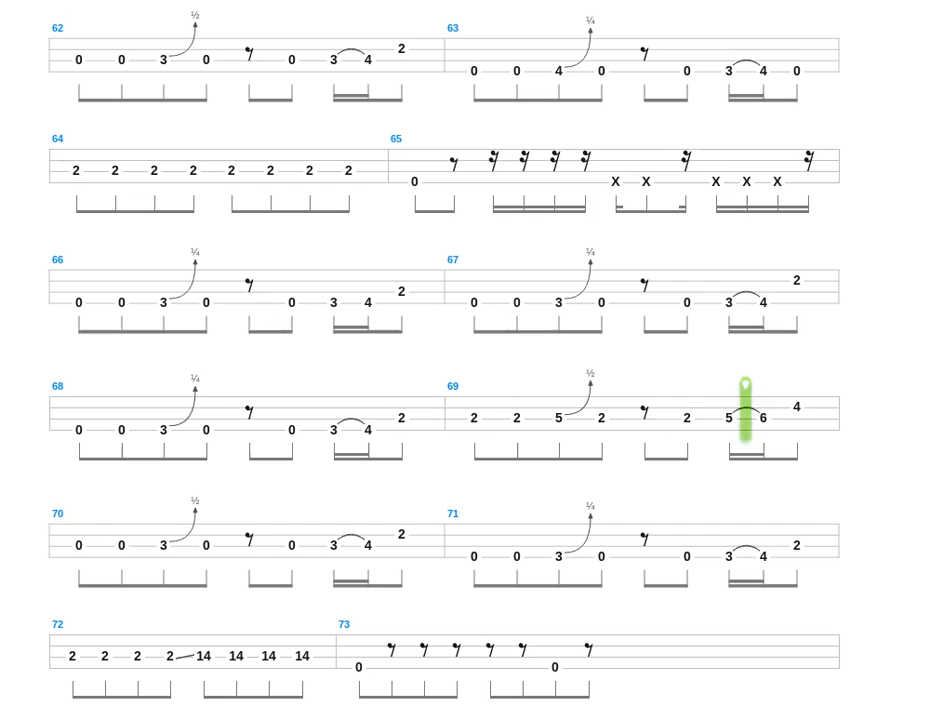 ½ ¼
62 63
0 0 3 0 0 3 4 2 0 0 4 0 0 3 4 0
64 65
2 2 2 2 2 2 2 2 0 X X X X X
¼ ¼
66 67
0 0 3 0 0 3 4 2 0 0 3 0 0 3 4 2
¼ ½
68 69
0 0 3 0 0 3 4 2 2 2 5 2 2 5 6 4
½ ¼
70 71
0 0 3 0 0 3 4 2 0 0 3 0 0 3 4 2
72 73
2 2 2 2 14 14 14 14 0 0